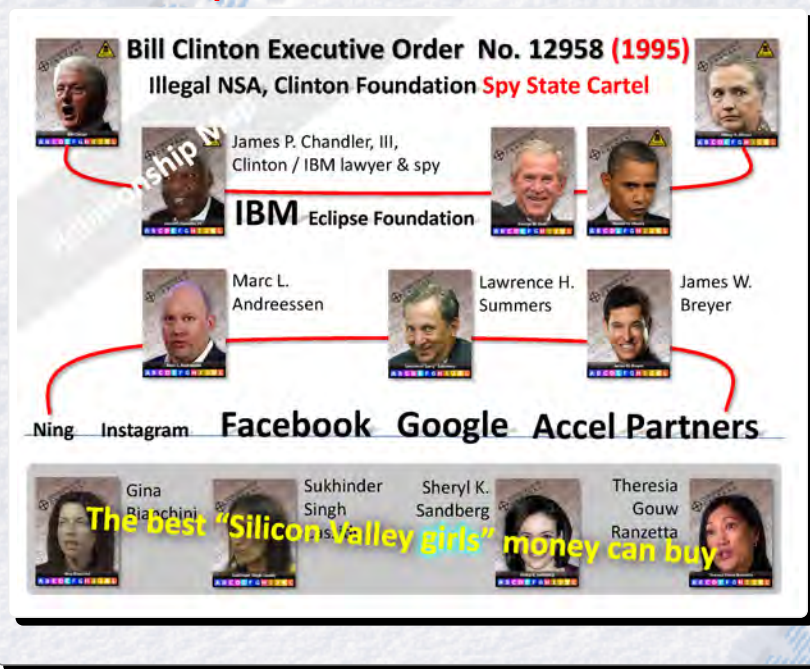 Bill Clinton Executive Order No. 12958 (1995)
Illegal NSA, Clinton Foundation Spy State Cartel
James P. Chandler, III,
Clinton / IBM lawyer & spy
IBM Eclipse Foundation
Marc L.
Andreessen
Lawrence H.
Summers
James W.
Breyer
Ning Instagram Facebook Google Accel Partners
Gina
Bianchini
Sukhinder
Singh
Sheryl K.
Sandberg
Theresia
Gouw
Ranzetta
The best “Silicon Valley girls” money can buy